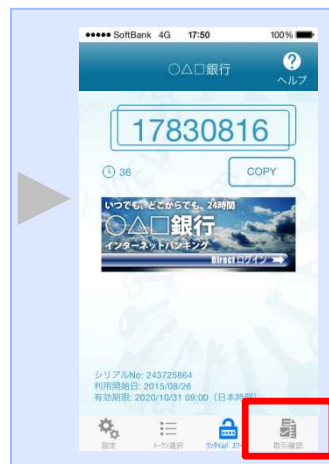 ●●●●● SoftBank 4G 17:50 100%
○△□銀行
?
ヘルプ
17830816
36
COPY
いつでも、どこからでも、24時間
○△□銀行
インターネットバンキング
Directログイン
シリアルNo: 243725864
利用開始日: 2015/08/26
有効期限: 2020/10/31 09:00（日本時間）
設定
トークン選択
ワンタイムパスワード
取引確認